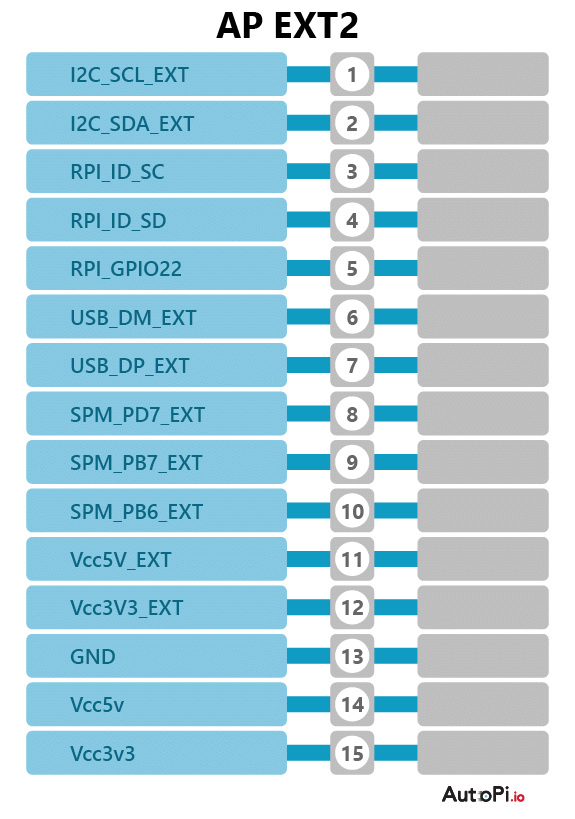 AP EXT2
I2C_SCL_EXT 1
I2C_SDA_EXT 2
RPI_ID_SC 3
RPI_ID_SD 4
RPI_GPIO22 5
USB_DM_EXT 6
USB_DP_EXT 7
SPM_PD7_EXT 8
SPM_PB7_EXT 9
SPM_PB6_EXT 10
Vcc5V_EXT 11
Vcc3V3_EXT 12
GND 13
Vcc5v 14
Vcc3v3 15
AutoPi.io